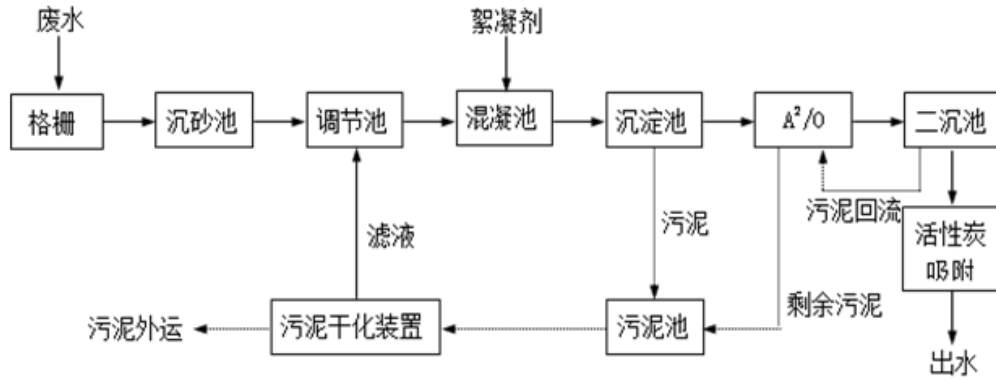 废水
絮凝剂
格栅
沉砂池
调节池
混凝池
沉淀池
A²/O
二沉池
污泥回流
滤液
污泥
活性炭
吸附
剩余污泥
污泥外运
污泥干化装置
污泥池
出水